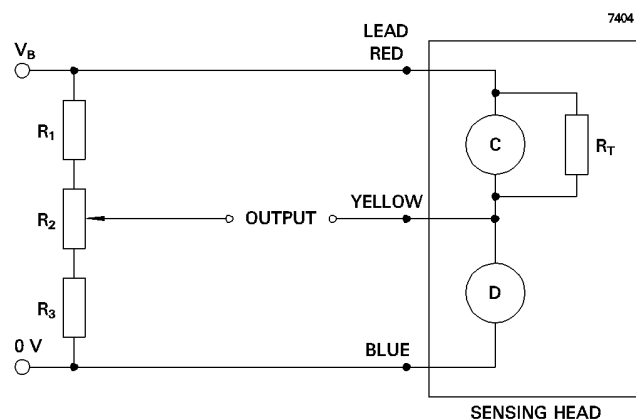 7404
LEAD
RED
V_B
R_1
C
R_T
R_2
OUTPUT
YELLOW
R_3
D
0 V
BLUE
SENSING HEAD